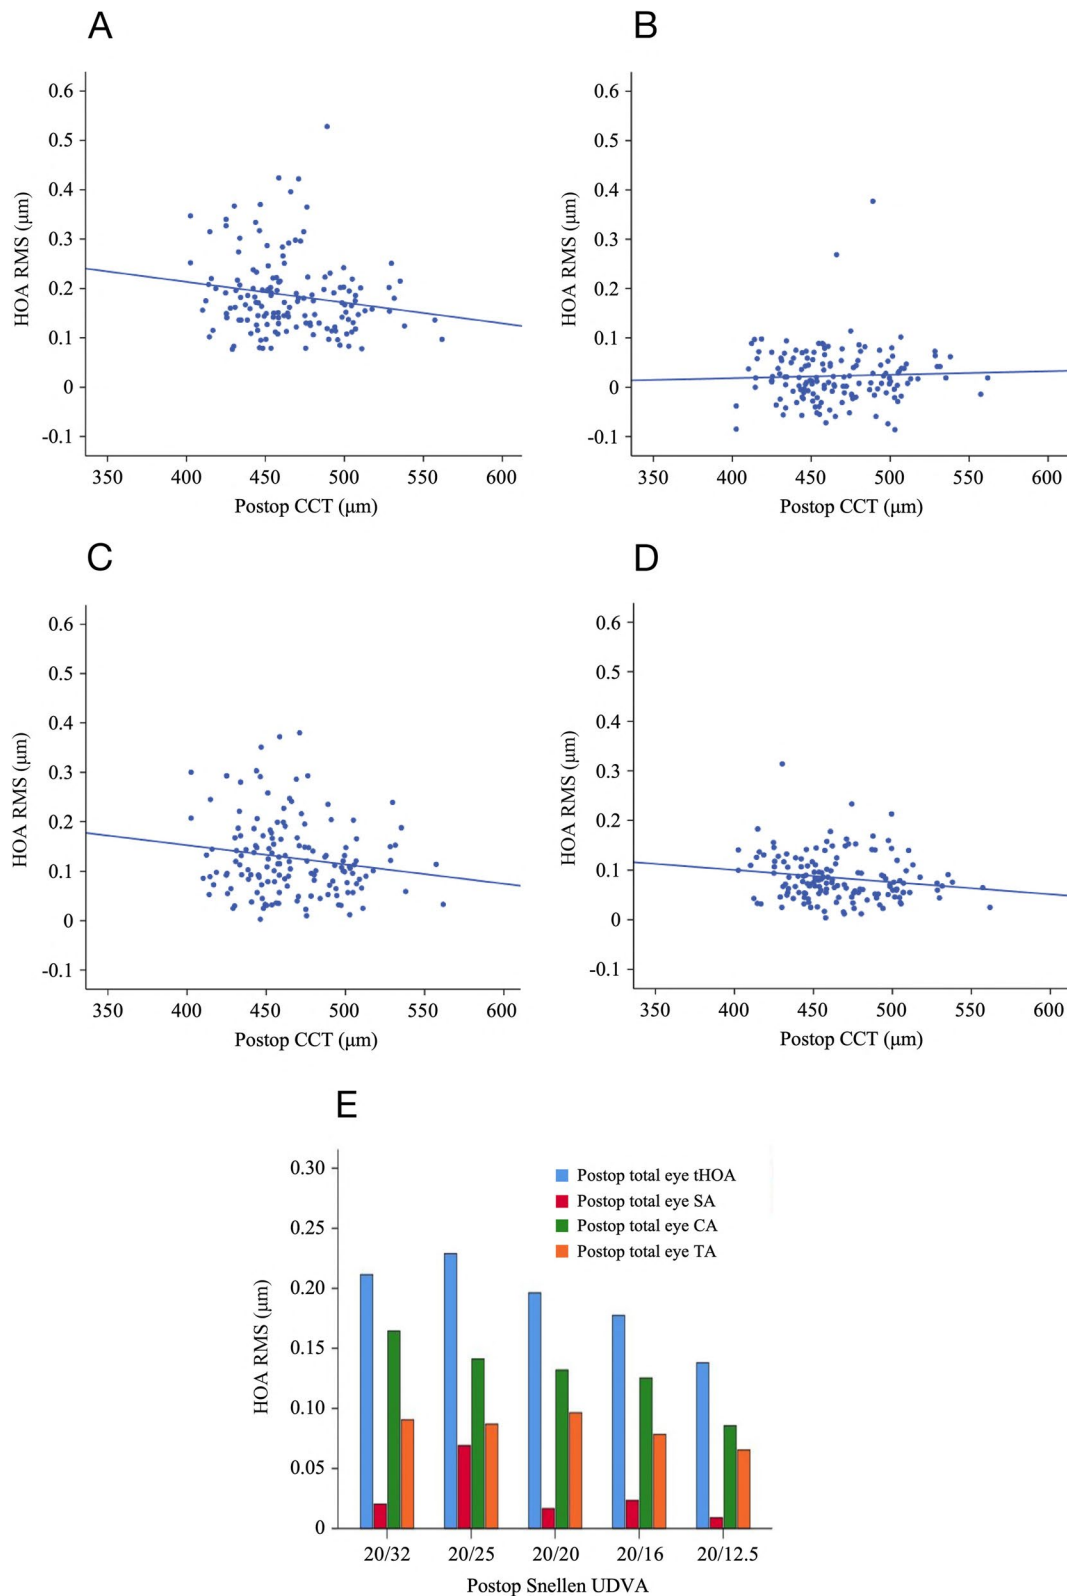 A
B
0.6
0.5
0.4
0.3
0.2
0.1
0
-0.1
HOA RMS (μm)
350 400 450 500 550 600
Postop CCT (μm)
0.6
0.5
0.4
0.3
0.2
0.1
0
-0.1
HOA RMS (μm)
350 400 450 500 550 600
Postop CCT (μm)
C
D
0.6
0.5
0.4
0.3
0.2
0.1
0
-0.1
HOA RMS (μm)
350 400 450 500 550 600
Postop CCT (μm)
0.6
0.5
0.4
0.3
0.2
0.1
0
-0.1
HOA RMS (μm)
350 400 450 500 550 600
Postop CCT (μm)
E
0.30
0.25
0.20
0.15
0.10
0.05
0
HOA RMS (μm)
Postop total eye tHOA
Postop total eye SA
Postop total eye CA
Postop total eye TA
20/32 20/25 20/20 20/16 20/12.5
Postop Snellen UDVA